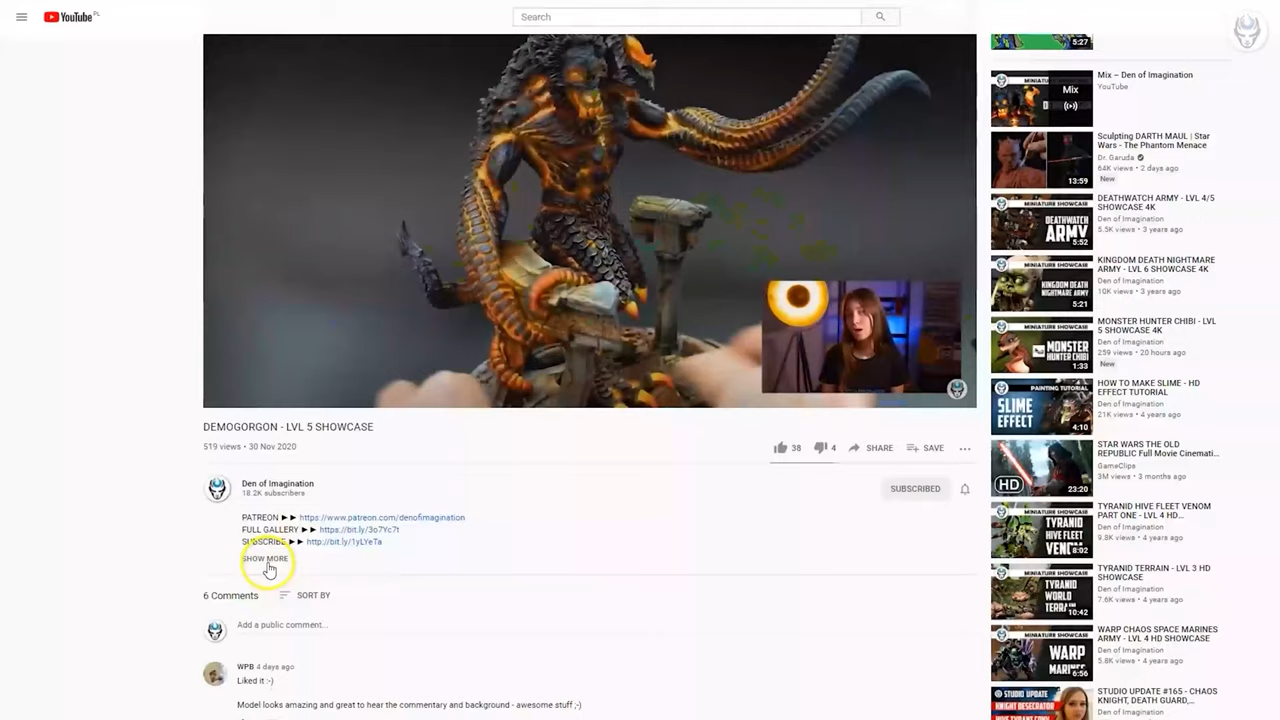 YouTube PL
Search
DEMOGORGON - LVL 5 SHOWCASE
519 views • 30 Nov 2020
38
4
SHARE
SAVE
Den of Imagination
18.2K subscribers
SUBSCRIBED
PATREON ►► https://www.patreon.com/denofimagination
FULL GALLERY ►► https://bit.ly/3o7Yc7t
SUBSCRIBE ►► http://bit.ly/1yLYeTa
SHOW MORE
6 Comments
SORT BY
Add a public comment...
WPB 4 days ago
Liked it :-)
Model looks amazing and great to hear the commentary and background - awesome stuff ;-)
5:27
Mix
Mix – Den of Imagination
YouTube
13:59
Sculpting DARTH MAUL | Star
Wars - The Phantom Menace
Dr. Garuda
64K views • 2 days ago
New
MINIATURE SHOWCASE
DEATHWATCH
ARMY
5:52
DEATHWATCH ARMY - LVL 4/5
SHOWCASE 4K
Den of Imagination
5.5K views • 3 years ago
MINIATURE SHOWCASE
KINGDOM DEATH
NIGHTMARE
ARMY
5:21
KINGDOM DEATH NIGHTMARE
ARMY - LVL 6 SHOWCASE 4K
Den of Imagination
10K views • 3 years ago
MINIATURE SHOWCASE
MONSTER
HUNTER
CHIBI
1:33
MONSTER HUNTER CHIBI - LVL
5 SHOWCASE 4K
Den of Imagination
259 views • 20 hours ago
New
PAINTING TUTORIAL
SLIME
EFFECT
4:10
HOW TO MAKE SLIME - HD
EFFECT TUTORIAL
Den of Imagination
21K views • 4 years ago
HD
23:20
STAR WARS THE OLD
REPUBLIC Full Movie Cinemati...
GameClips
3M views • 3 months ago
MINIATURE SHOWCASE
TYRANID
HIVE FLEET
8:02
TYRANID HIVE FLEET VENOM
PART ONE - LVL 4 HD...
Den of Imagination
9.8K views • 4 years ago
MINIATURE SHOWCASE
TYRANID
WORLD
10:42
TYRANID TERRAIN - LVL 3 HD
SHOWCASE
Den of Imagination
7.6K views • 4 years ago
MINIATURE SHOWCASE
WARP
6:56
WARP CHAOS SPACE MARINES
ARMY - LVL 4 HD SHOWCASE
Den of Imagination
5.8K views • 4 years ago
STUDIO UPDATE
KNIGHT DESECRATOR
STUDIO UPDATE #165 - CHAOS
KNIGHT, DEATH GUARD,...
Den of Imagination